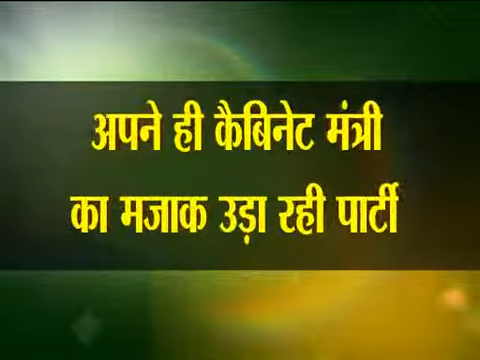 अपने ही कैबिनेट मंत्री
का मजाक उड़ा रही पार्टी